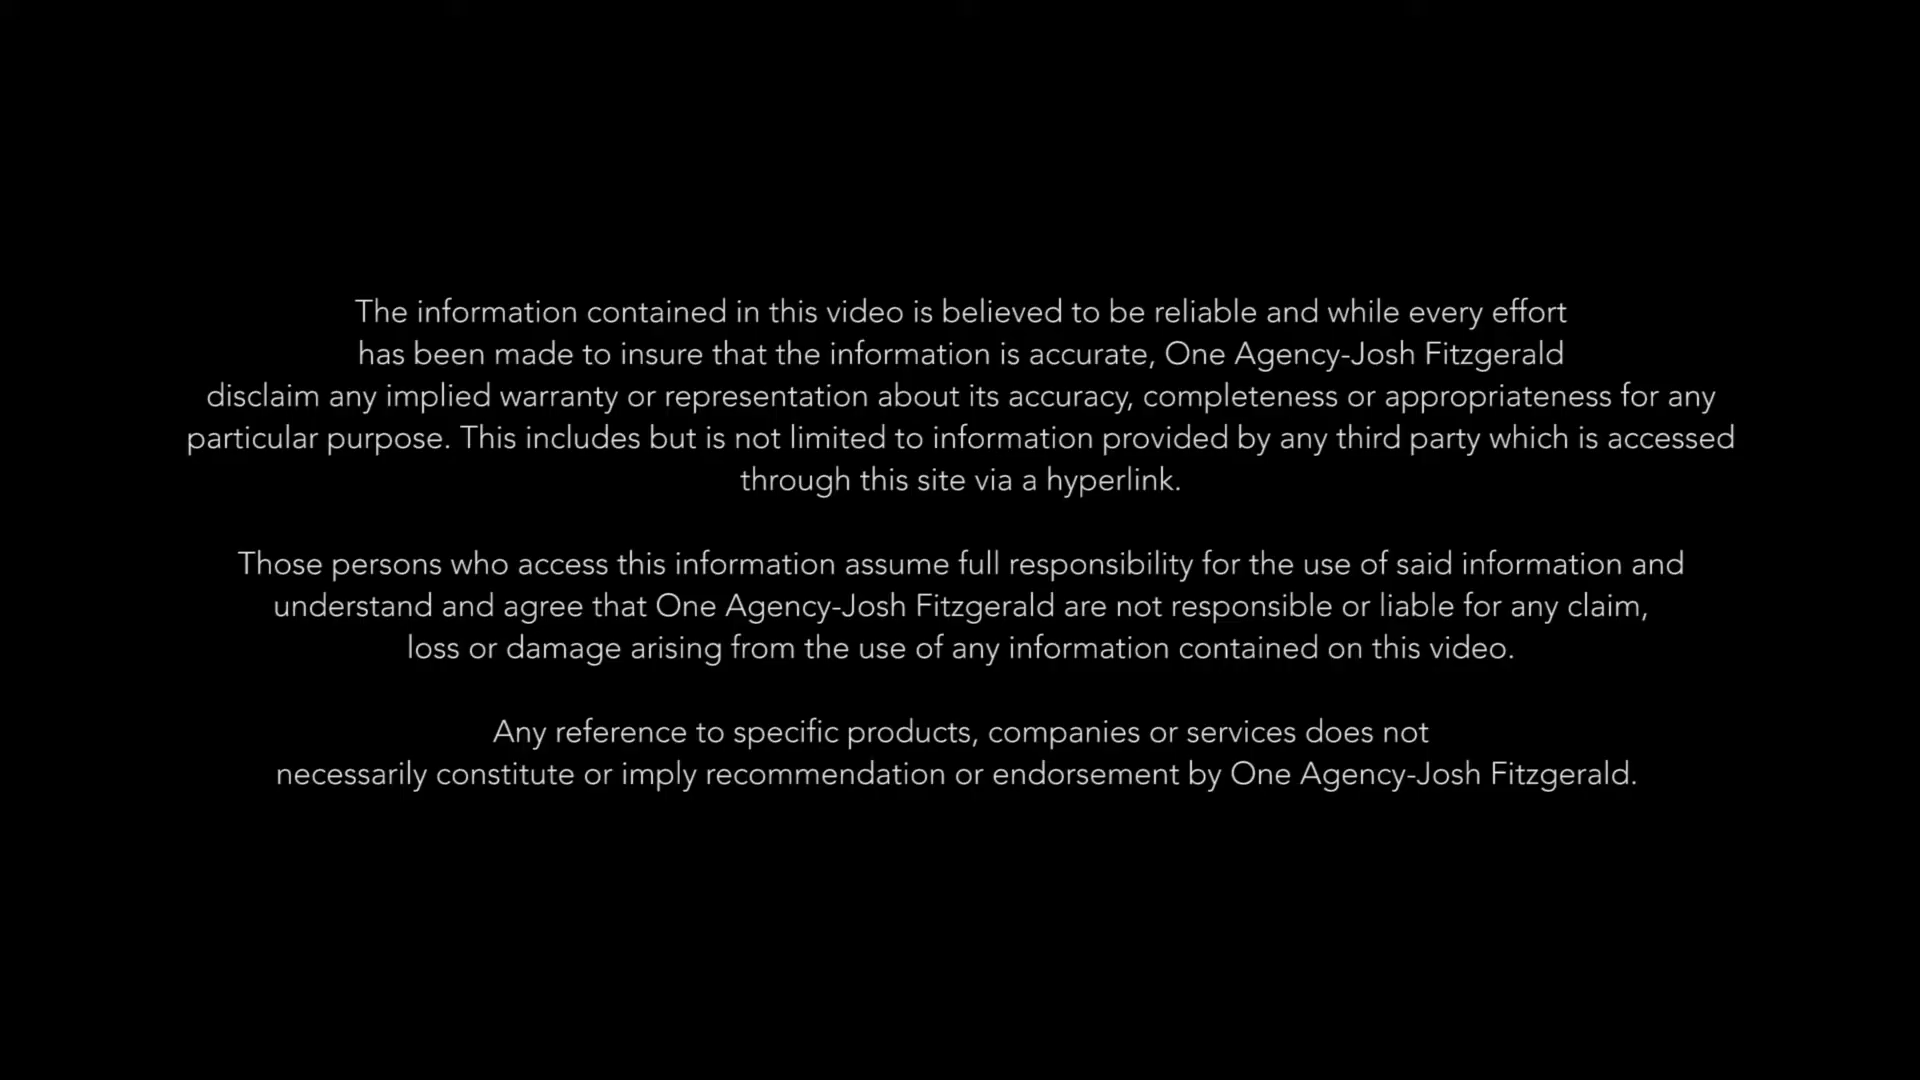 The information contained in this video is believed to be reliable and while every effort
has been made to insure that the information is accurate, One Agency-Josh Fitzgerald
disclaim any implied warranty or representation about its accuracy, completeness or appropriateness for any
particular purpose. This includes but is not limited to information provided by any third party which is accessed
through this site via a hyperlink.
Those persons who access this information assume full responsibility for the use of said information and
understand and agree that One Agency-Josh Fitzgerald are not responsible or liable for any claim,
loss or damage arising from the use of any information contained on this video.
Any reference to specific products, companies or services does not
necessarily constitute or imply recommendation or endorsement by One Agency-Josh Fitzgerald.